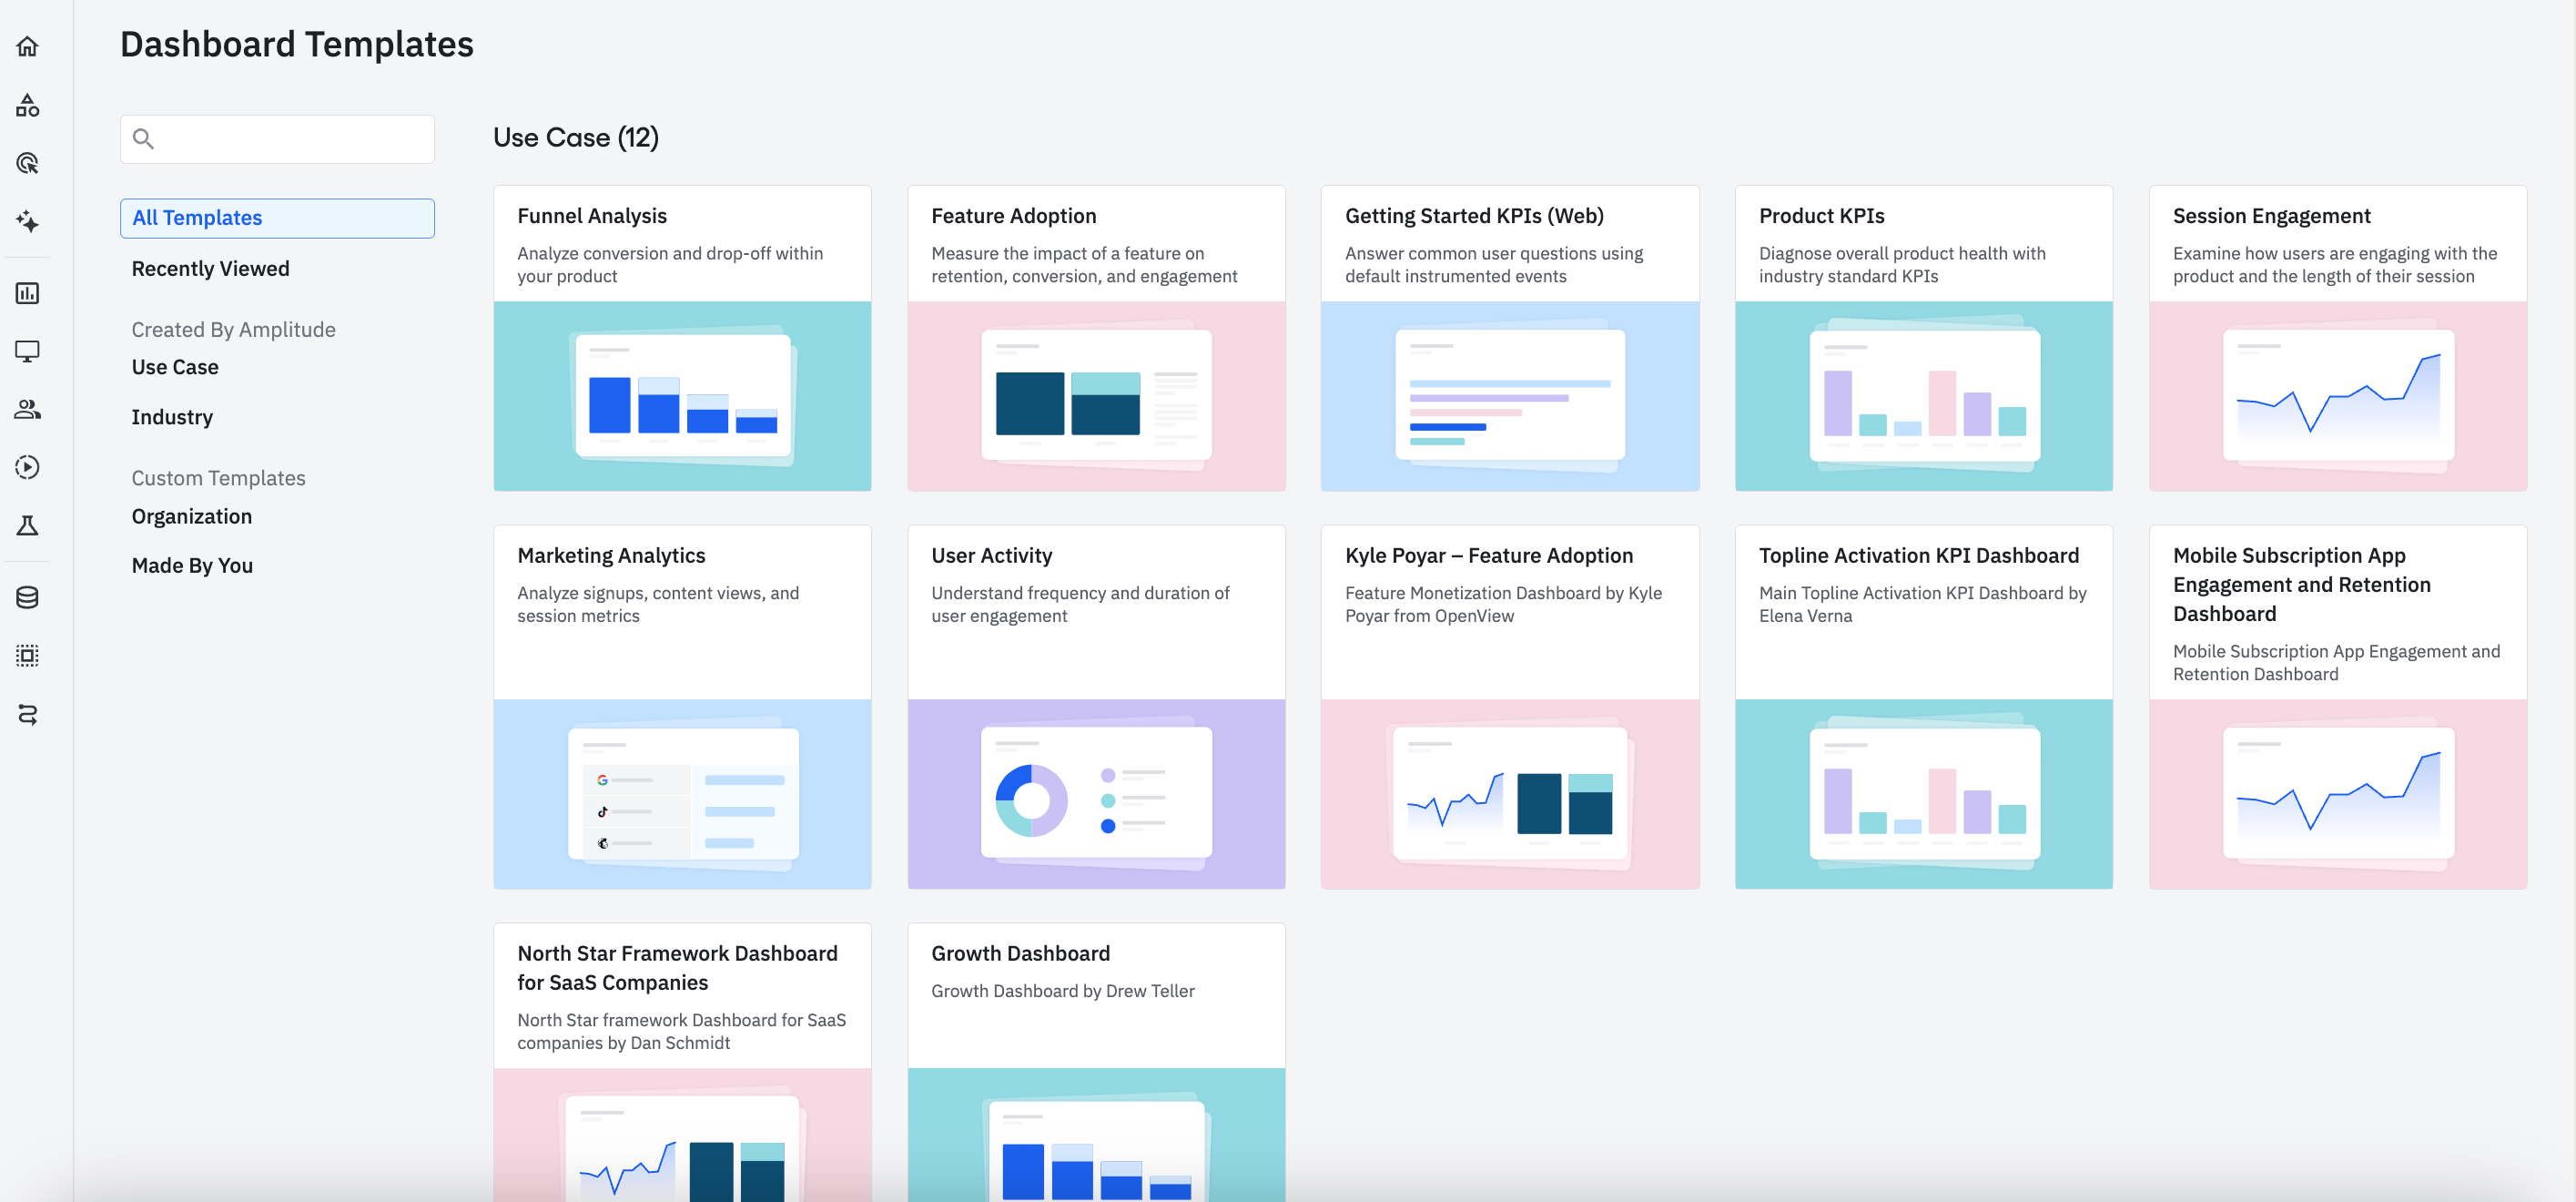 Dashboard Templates
All Templates
Recently Viewed
Created By Amplitude
Use Case
Industry
Custom Templates
Organization
Made By You
Use Case (12)
Funnel Analysis
Analyze conversion and drop-off within
your product
Feature Adoption
Measure the impact of a feature on
retention, conversion, and engagement
Getting Started KPIs (Web)
Answer common user questions using
default instrumented events
Product KPIs
Diagnose overall product health with
industry standard KPIs
Session Engagement
Examine how users are engaging with the
product and the length of their session
Marketing Analytics
Analyze signups, content views, and
session metrics
User Activity
Understand frequency and duration of
user engagement
Kyle Poyar – Feature Adoption
Feature Monetization Dashboard by Kyle
Poyar from OpenView
Topline Activation KPI Dashboard
Main Topline Activation KPI Dashboard by
Elena Verna
Mobile Subscription App
Engagement and Retention
Dashboard
Mobile Subscription App Engagement and
Retention Dashboard
North Star Framework Dashboard
for SaaS Companies
North Star framework Dashboard for SaaS
companies by Dan Schmidt
Growth Dashboard
Growth Dashboard by Drew Teller